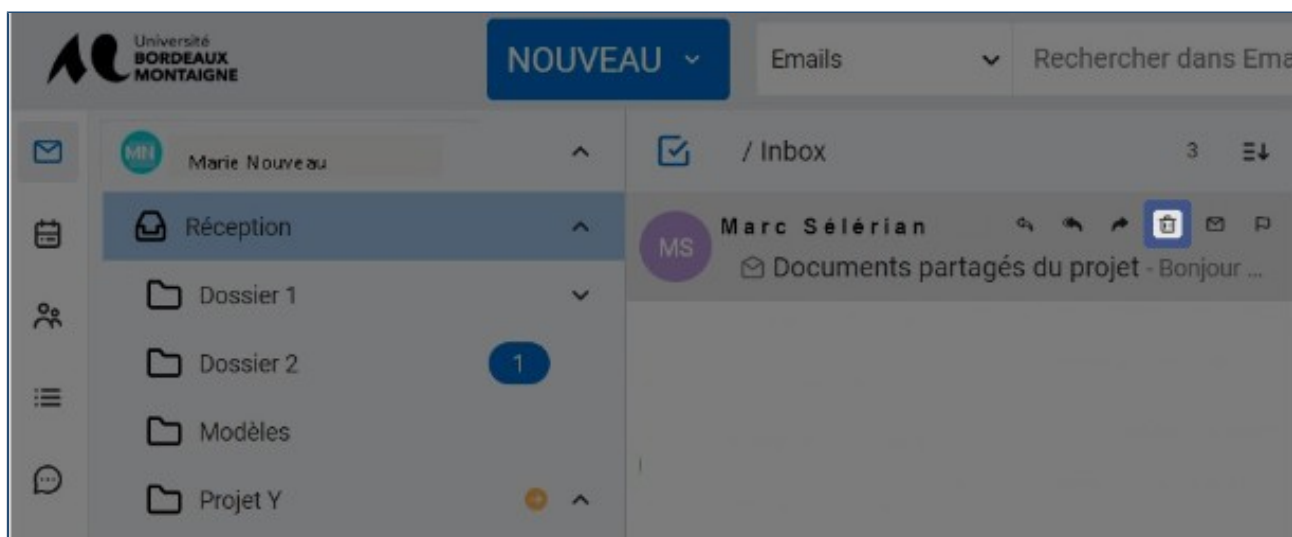 Université
BORDEAUX
MONTAIGNE
NOUVEAU
Emails
Rechercher dans Ema
MN
Marie Nouveau
/ Inbox
3
Réception
MS
Marc Sélérian
Documents partagés du projet - Bonjour ...
Dossier 1
Dossier 2
1
Modèles
Projet Y